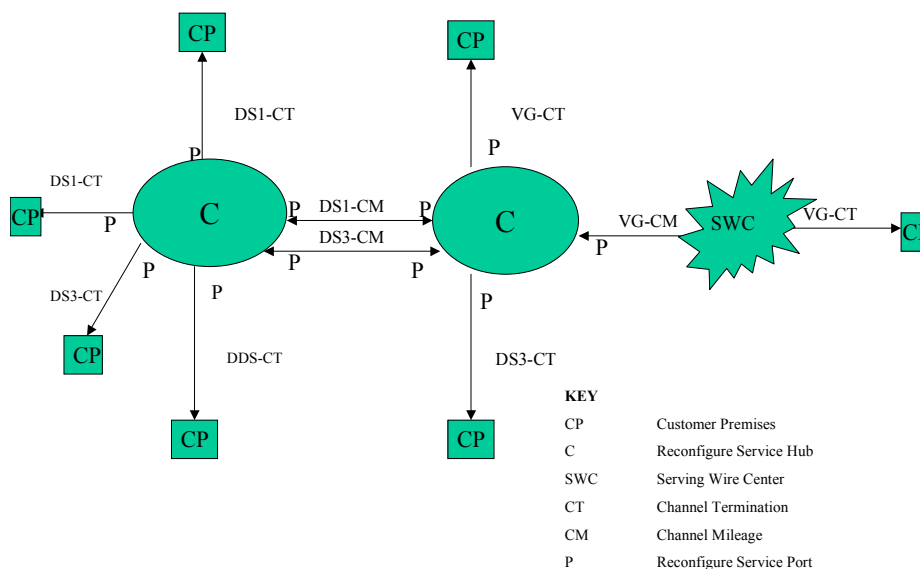 CP
CP
DS1-CT
VG-CT
P
P
DS1-CT
CP
P
C
P
DS1-CM
P
C
DS3-CM
P
P
P
VG-CM
SWC
VG-CT
CP
P
P
P
DS3-CT
CP
DDS-CT
DS3-CT
CP
CP
KEY
CP Customer Premises
C Reconfigure Service Hub
SWC Serving Wire Center
CT Channel Termination
CM Channel Mileage
P Reconfigure Service Port